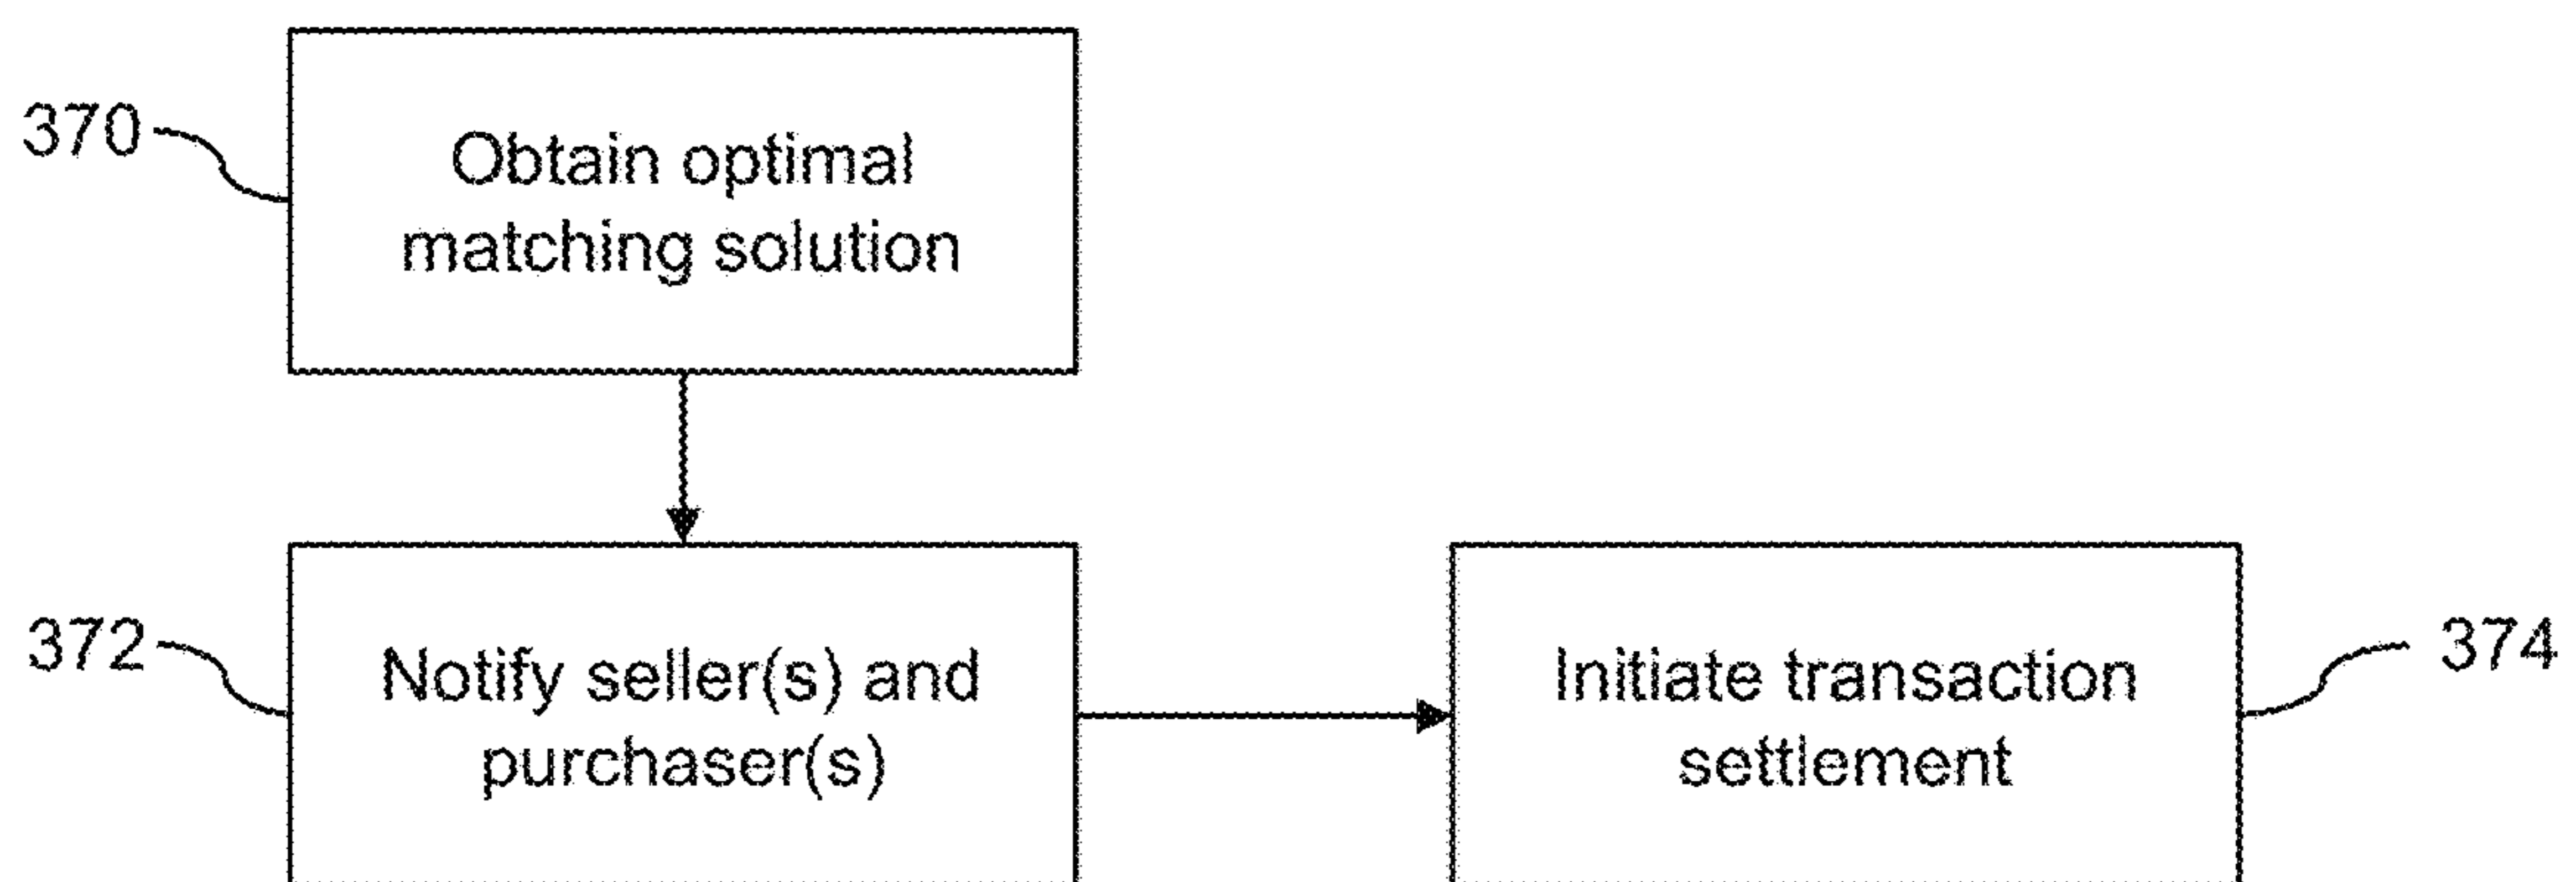 370
Obtain optimal
matching solution
372
Notify seller(s) and
purchaser(s)
Initiate transaction
settlement
374